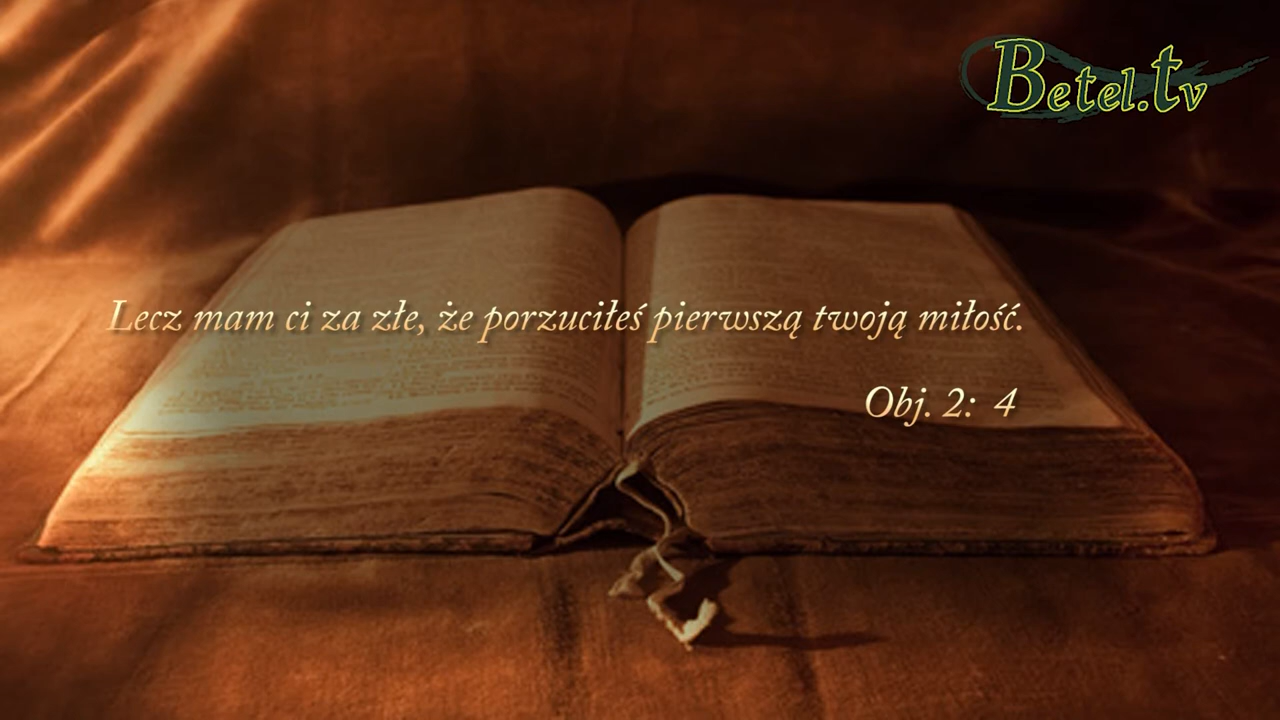 Betel.tv
Lecz mam ci za złe, że porzuciłeś pierwszą twoją miłość.
Obj. 2: 4